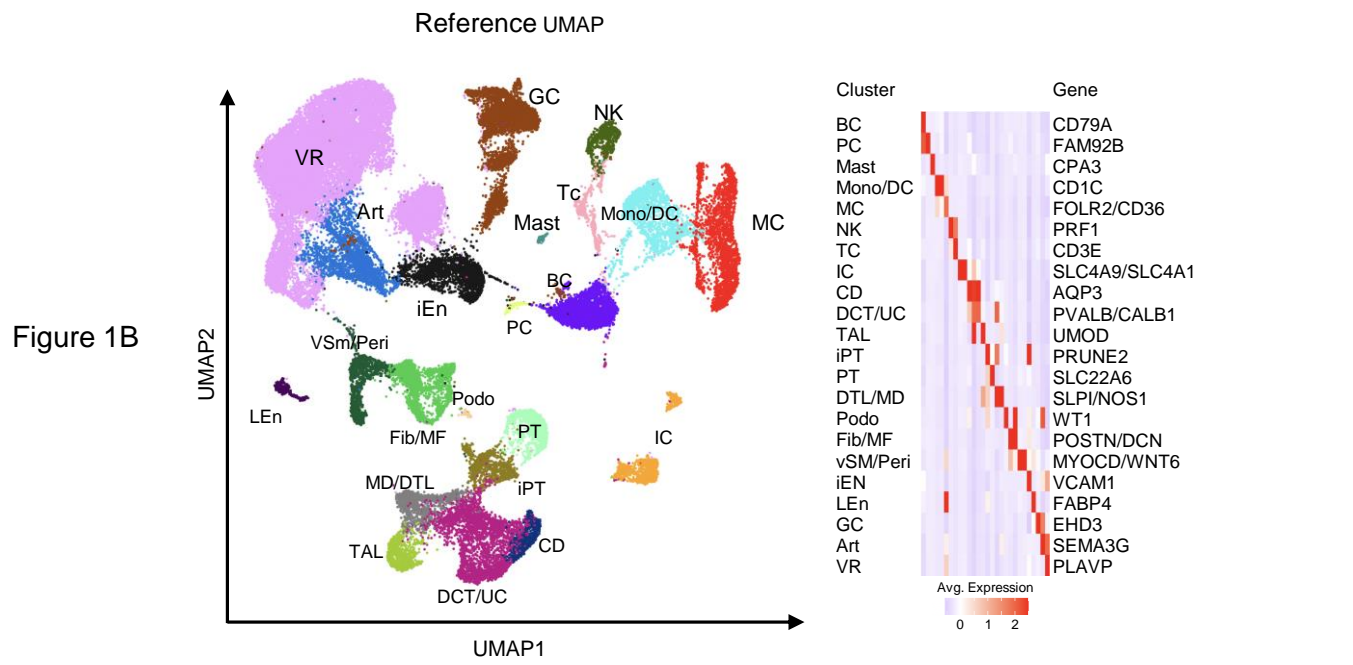 Reference UMAP
Figure 1B
UMAP2
UMAP1
VR
GC
NK
Art
Tc
Mast
Mono/DC
MC
iEn
BC
PC
VSm/Peri
LEn
Podo
Fib/MF
PT
IC
MD/DTL
iPT
TAL
CD
DCT/UC
Cluster Gene
BC CD79A
PC FAM92B
Mast CPA3
Mono/DC CD1C
MC FOLR2/CD36
NK PRF1
TC CD3E
IC SLC4A9/SLC4A1
CD AQP3
DCT/UC PVALB/CALB1
TAL UMOD
iPT PRUNE2
PT SLC22A6
DTL/MD SLPI/NOS1
Podo WT1
Fib/MF POSTN/DCN
vSM/Peri MYOCD/WNT6
iEN VCAM1
LEn FABP4
GC EHD3
Art SEMA3G
VR PLAVP
Avg. Expression
0 1 2